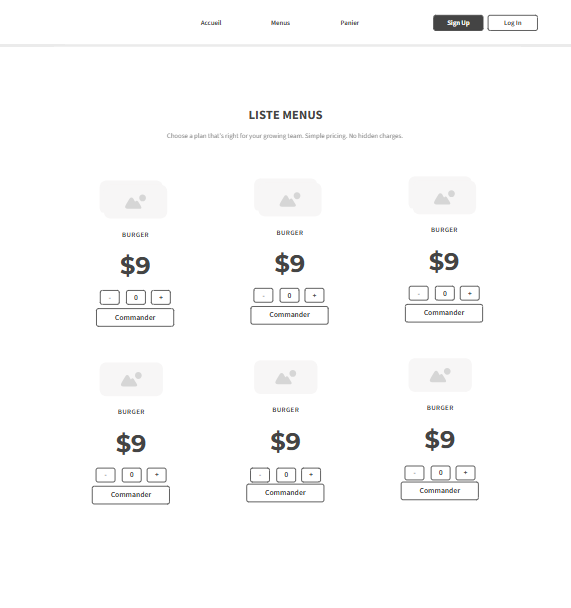 Accueil Menus Panier Sign Up Log In
LISTE MENUS
Choose a plan that's right for your growing team. Simple pricing. No hidden charges.
BURGER BURGER BURGER
$9 $9 $9
- 0 + - 0 + - 0 +
Commander Commander Commander
BURGER BURGER BURGER
$9 $9 $9
- 0 + - 0 + - 0 +
Commander Commander Commander